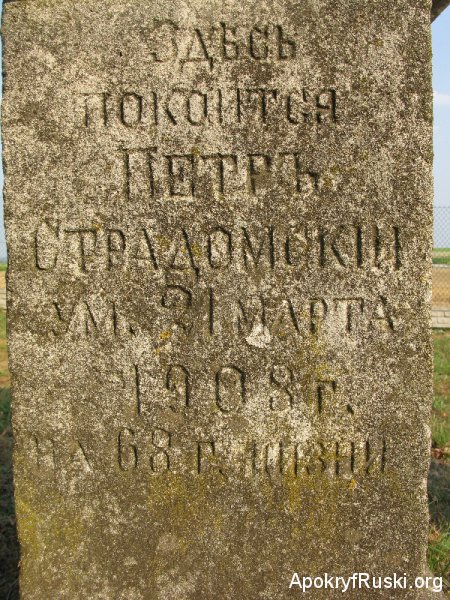 Здѣсь
покоится
Петръ
Страдомскій
ум. 21 марта
1908 г.
на 68 г. жизни
ApokryfRuski.org